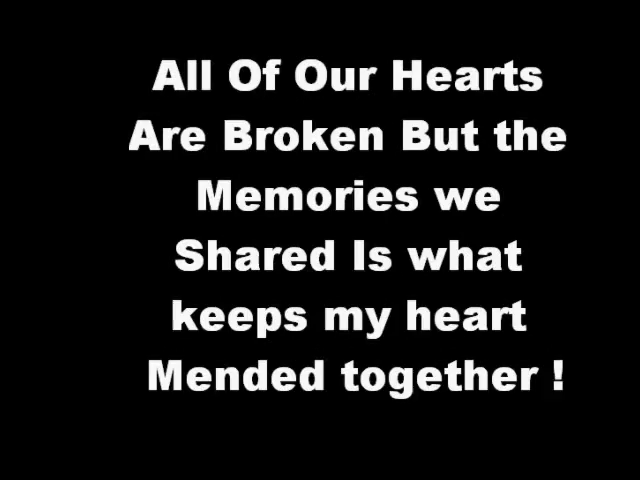 All Of Our Hearts
Are Broken But the
Memories we
Shared Is what
keeps my heart
Mended together !